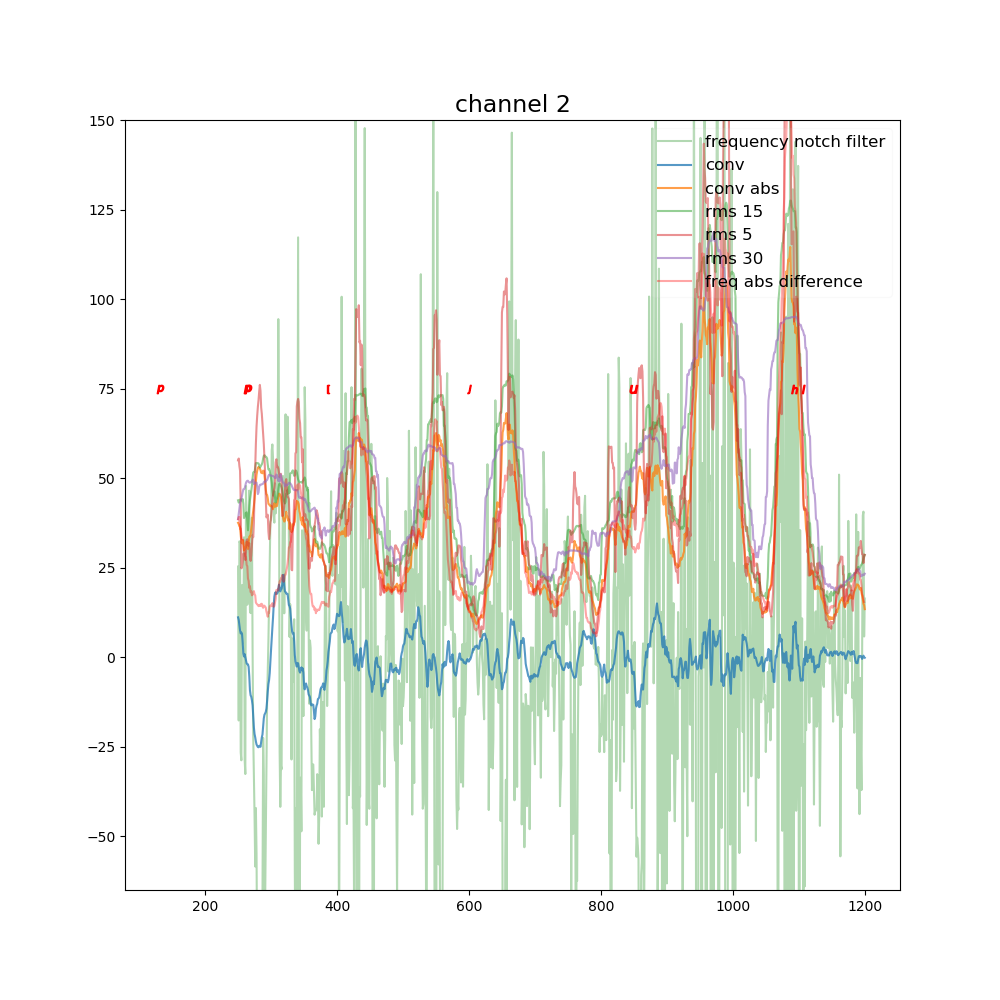 channel 2
150
125
100
75
50
25
0
−25
−50
frequency notch filter
conv
conv abs
rms 15
rms 5
rms 30
freq abs difference
p
p
J
u
h
200
400
600
800
1000
1200